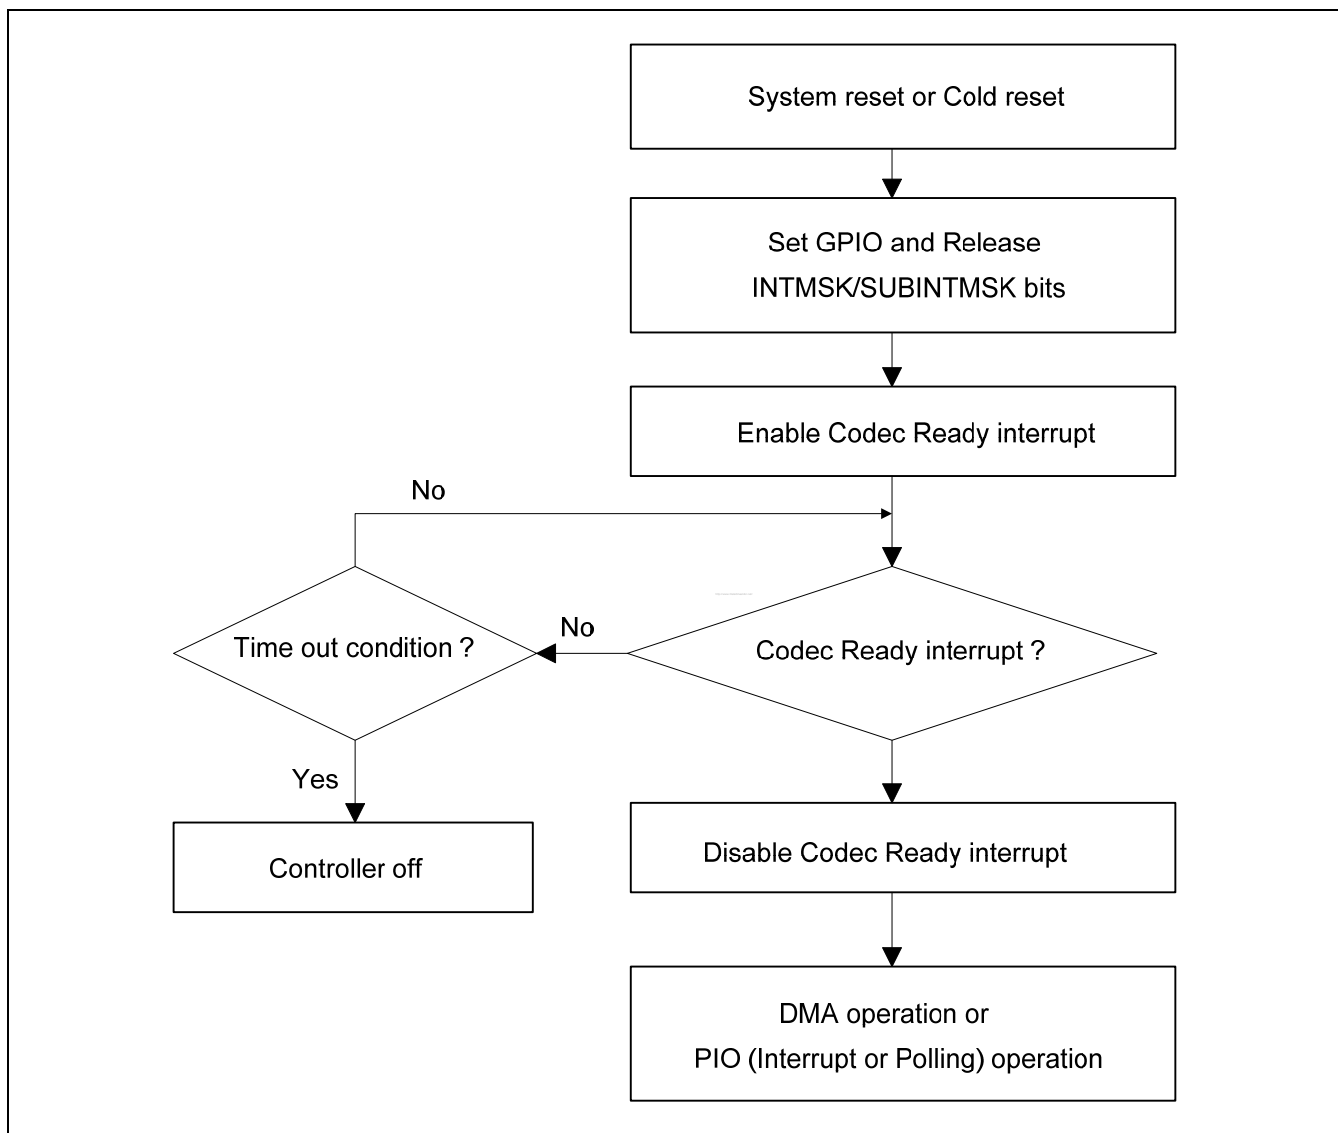 System reset or Cold reset
Set GPIO and Release
INTMSK/SUBINTMSK bits
Enable Codec Ready interrupt
No
Time out condition ?
No
Codec Ready interrupt ?
Yes
Controller off
Disable Codec Ready interrupt
DMA operation or
PIO (Interrupt or Polling) operation